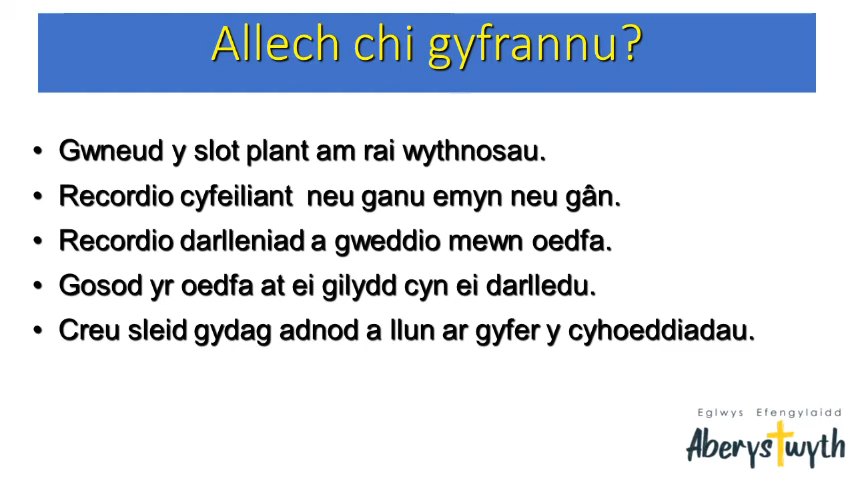 Allech chi gyfrannu?
• Gwneud y slot plant am rai wythnosau.
• Recordio cyfeiliant neu ganu emyn neu gân.
• Recordio darlleniad a gweddio mewn oedfa.
• Gosod yr oedfa at ei gilydd cyn ei darlledu.
• Creu sleid gydag adnod a llun ar gyfer y cyhoeddiadau.
Eglwys Efengylaidd
Aberystwyth